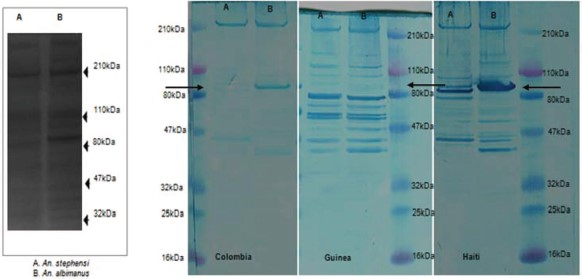 A B
210kDa
110kDa
80kDa
47kDa
32kDa
A. An. stephensi
B. An. albimanus
A B
210kDa
110kDa
80kDa
47kDa
32kDa
25kDa
16kDa
Colombia
A B
210kDa
110kDa
80kDa
47kDa
32kDa
25kDa
16kDa
Guinea
A B
210kDa
110kDa
80kDa
47kDa
32kDa
25kDa
16kDa
Haiti